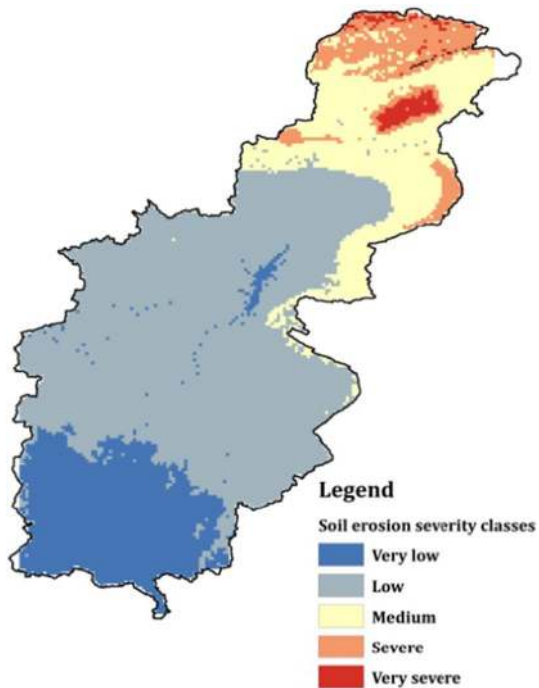 Legend
Soil erosion severity classes
Very low
Low
Medium
Severe
Very severe